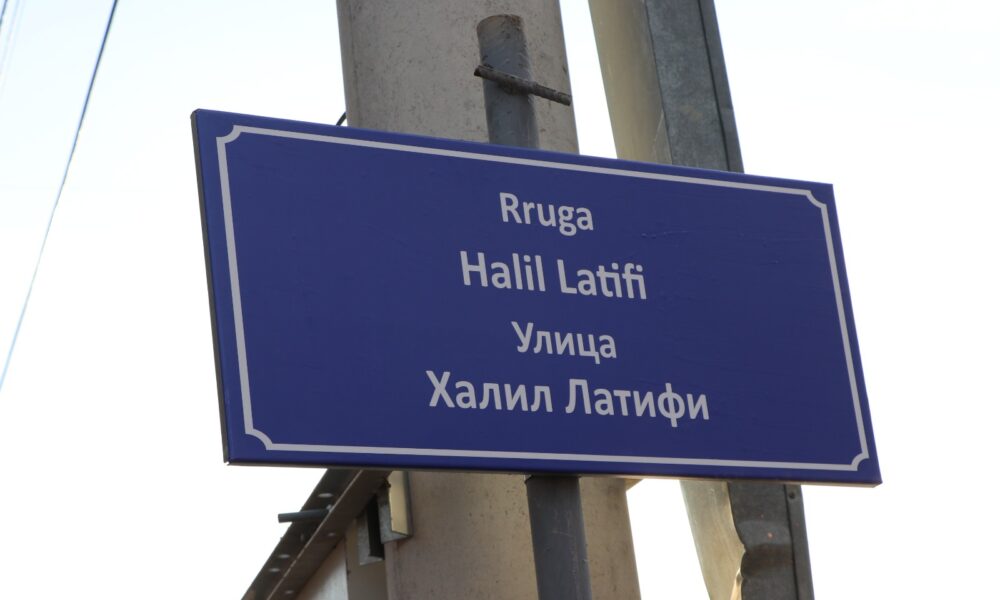 Rruga
Halil Latifi
Улица
Халил Латифи